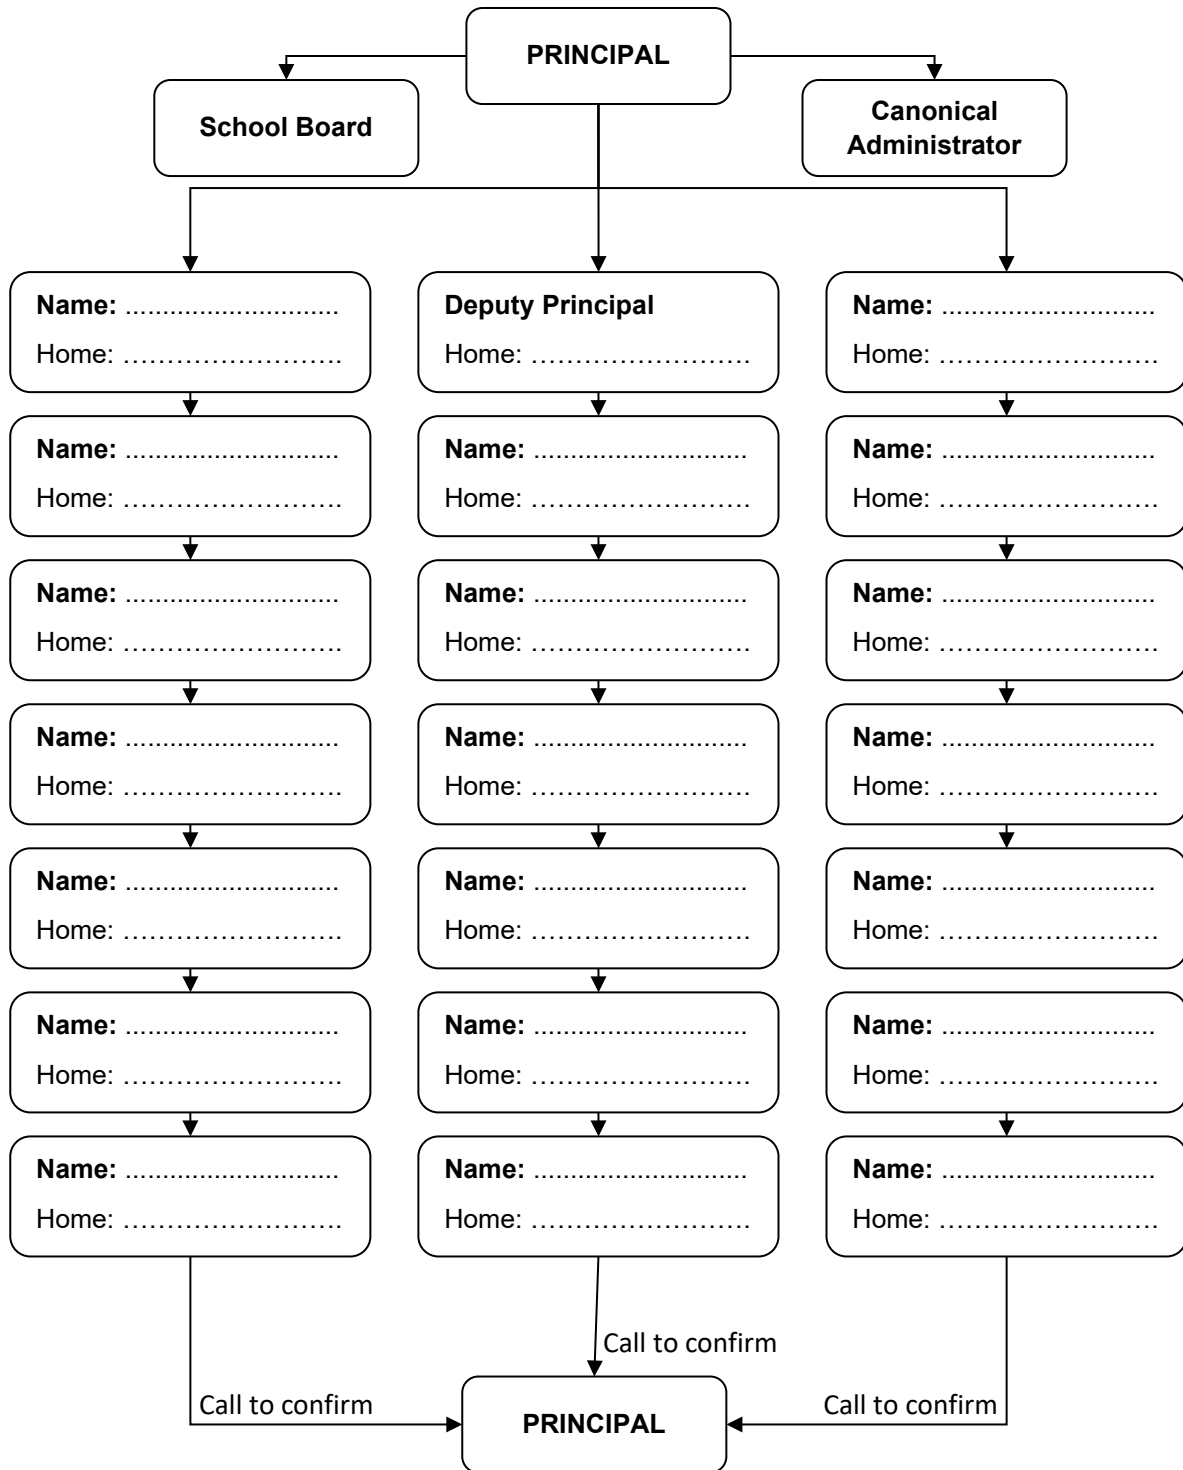 PRINCIPAL
School Board
Canonical
Administrator
Name: .............................
Home: ……………………….
Deputy Principal
Home: ……………………….
Name: .............................
Home: ……………………….
Name: .............................
Home: ……………………….
Name: .............................
Home: ……………………….
Name: .............................
Home: ……………………….
Name: .............................
Home: ……………………….
Name: .............................
Home: ……………………….
Name: .............................
Home: ……………………….
Name: .............................
Home: ……………………….
Name: .............................
Home: ……………………….
Name: .............................
Home: ……………………….
Name: .............................
Home: ……………………….
Name: .............................
Home: ……………………….
Name: .............................
Home: ……………………….
Name: .............................
Home: ……………………….
Name: .............................
Home: ……………………….
Name: .............................
Home: ……………………….
Name: .............................
Home: ……………………….
Name: .............................
Home: ……………………….
Name: .............................
Home: ……………………….
Name: .............................
Home: ……………………….
Call to confirm
Call to confirm
Call to confirm
PRINCIPAL